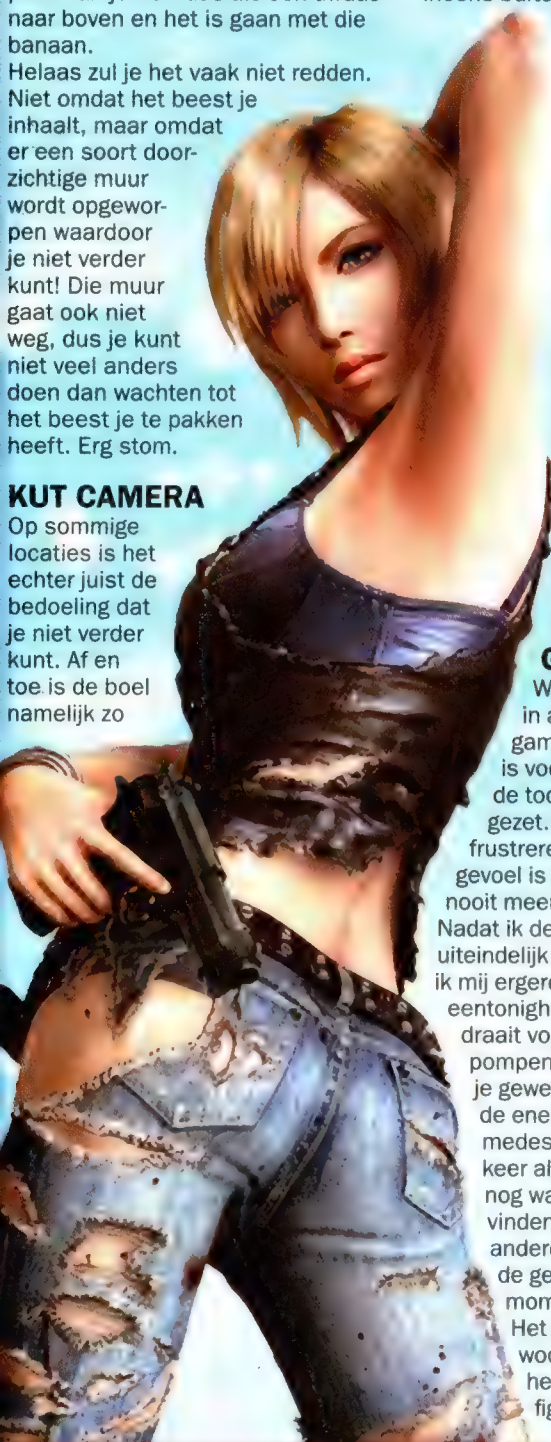 naar boven en het is gaan met die
banaan.
Helaas zul je het vaak niet redden.
Niet omdat het beest je
inhaalt, maar omdat
er een soort door-
zichtige muur
wordt opgewor-
pen waardoor
je niet verder
kunt! Die muur
gaat ook niet
weg, dus je kunt
niet veel anders
doen dan wachten tot
het beest je te pakken
heeft. Erg stom.
KUT CAMERA
Op sommige
locaties is het
echter juist de
bedoeling dat
je niet verder
kunt. Af en
toe is de boel
namelijk zo
W
in a
gam
is voo
de
gezet.
frustrere
gevoel is
nooit meer
Nadat ik de
uiteindelijk
ik mij ergerd
eentonigh
draait vo
pompen
je gewe
de ene
medes
keer al
nog wa
vinden
andere
de ge
mom
Het
woo
he
fig